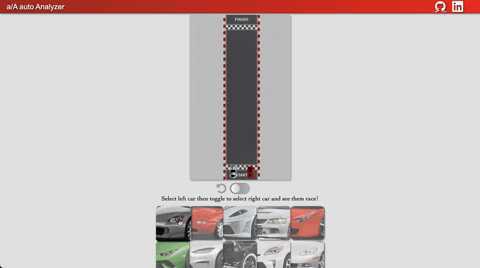 a/A auto Analyzer
FINISH
START
Select left car then toggle to select right car and see them race!